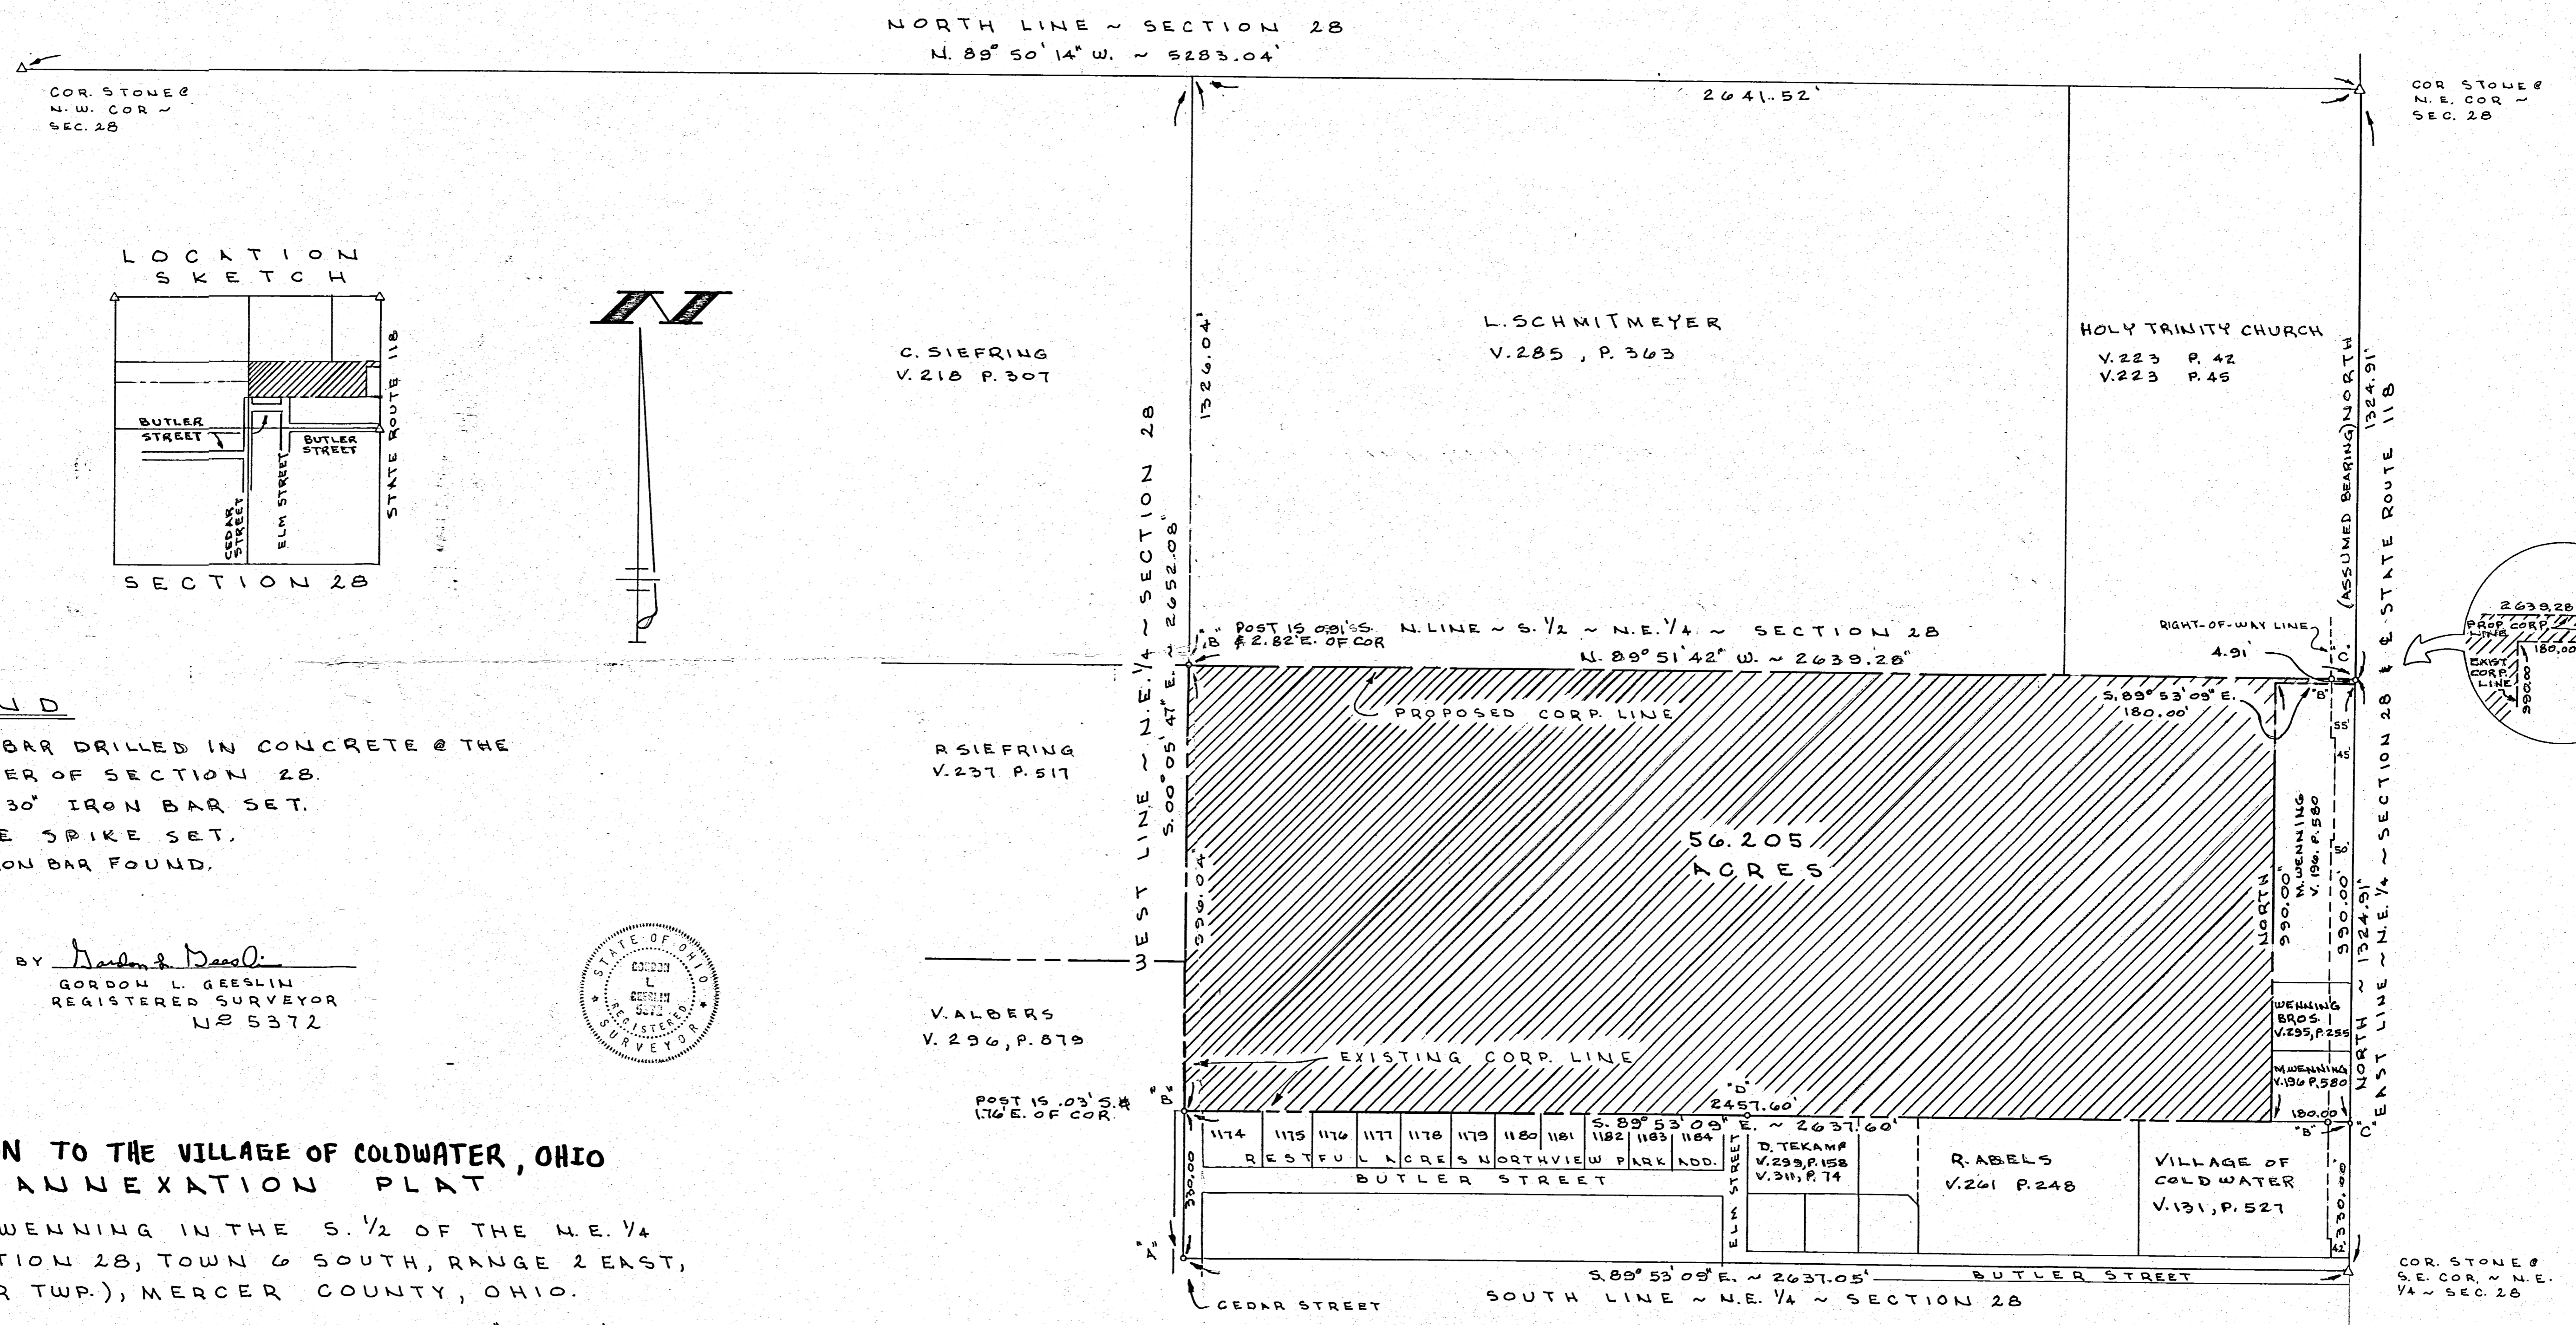 NORTH LINE ~ SECTION 28
N. 89° 50' 14" W. ~ 5283.04'
COR. STONE @
N.W. COR ~
SEC. 28
2641.52'
COR STONE @
N.E. COR ~
SEC. 28
LOCATION
SKETCH
STATE ROUTE 118
BUTLER
STREET
BUTLER
STREET
CEDAR
STREET
ELM STREET
SECTION 28
N
C. SIEFRING
V. 218 P. 307
L. SCHMITMEYER
V. 285 , P. 363
HOLY TRINITY CHURCH
V. 223 P. 42
V. 223 P. 45
1326.04'
WEST LINE ~ N.E. 1/4 ~ SECTION 28
S. 00° 05' 47" E. ~ 2652.08'
(ASSUMED BEARING) NORTH
1324.91'
EAST LINE ~ N.E. 1/4 ~ SECTION 28 & ℄ STATE ROUTE 118
"B"
POST IS 0.91' S.
& 2.82' E. OF COR
N. LINE ~ S. 1/2 ~ N.E. 1/4 ~ SECTION 28
N. 89° 51' 42" W. ~ 2639.28'
RIGHT-OF-WAY LINE
4.91'
"C"
"B"
2639.28
PROP. CORP.
LINE
180.00
EXIST
CORP.
LINE
990.00
PROPOSED CORP. LINE
S. 89° 53' 09" E.
180.00'
55'
45'
50'
ND
BAR DRILLED IN CONCRETE @ THE
ER OF SECTION 28.
30" IRON BAR SET.
E SPIKE SET.
ON BAR FOUND.
P. SIEFRING
V. 237 P. 517
996.04'
56.205
ACRES
NORTH
990.00'
M. WENNING
V. 196. P. 580
990.00'
NORTH ~ 1324.91'
BY Gordon L. Geeslin
GORDON L. GEESLIN
REGISTERED SURVEYOR
No 5372
STATE OF OHIO
GORDON
L.
GEESLIN
5372
REGISTERED
SURVEYOR
V. ALBERS
V. 296, P. 879
WENNING
BROS.
V. 295, P. 255
M. WENNING
V. 196 P. 580
EXISTING CORP. LINE
POST IS .03' S. &
1.76' E. OF COR.
"B"
"D"
2457.60'
180.00'
S. 89° 53' 09" E. ~ 2637.60'
"B"
"C"
1174 1175 1176 1177 1178 1179 1180 1181 1182 1183 1184
RESTFUL ACRES NORTHVIEW PARK ADD.
BUTLER STREET
ELM STREET
D. TEKAMP
V. 299, P. 158
V. 311, P. 74
R. ABELS
V. 261 P. 248
VILLAGE OF
COLDWATER
V. 131, P. 527
330.00
330.00
42'
"A"
N TO THE VILLAGE OF COLDWATER, OHIO
ANNEXATION PLAT
WENNING IN THE S. 1/2 OF THE N.E. 1/4
TION 28, TOWN 6 SOUTH, RANGE 2 EAST,
R TWP.), MERCER COUNTY, OHIO.
CEDAR STREET
S. 89° 53' 09" E. ~ 2637.05'
BUTLER STREET
SOUTH LINE ~ N.E. 1/4 ~ SECTION 28
COR. STONE @
S.E. COR. ~ N.E.
1/4 ~ SEC. 28